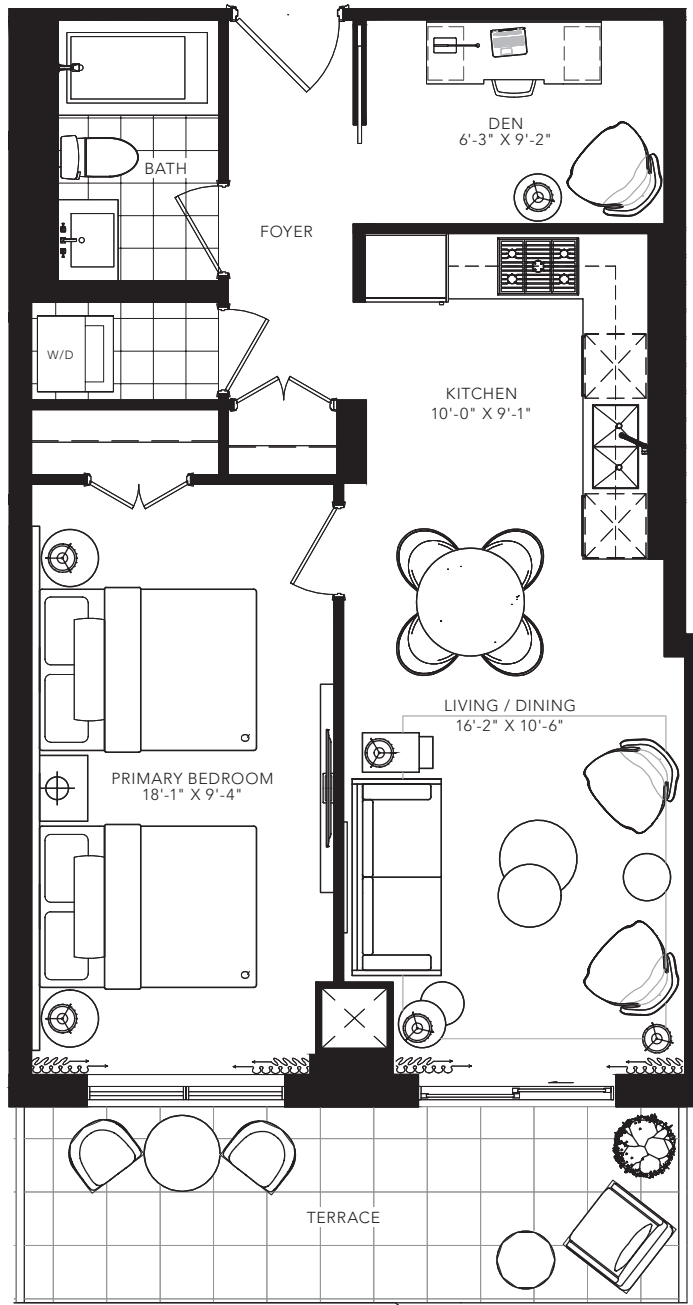 DEN
6'-3" X 9'-2"
BATH
FOYER
W/D
KITCHEN
10'-0" X 9'-1"
LIVING / DINING
16'-2" X 10'-6"
PRIMARY BEDROOM
18'-1" X 9'-4"
Q
Q
TERRACE